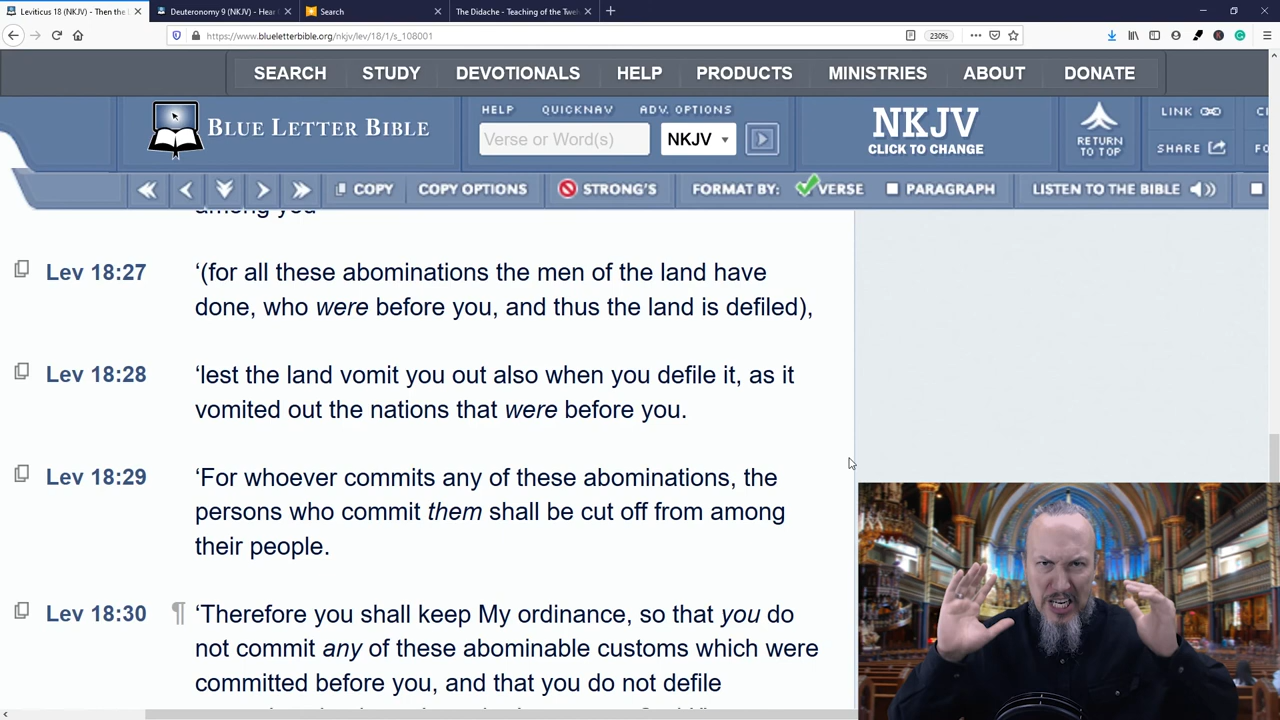 Leviticus 18 (NKJV) - Then the L
Deuteronomy 9 (NKJV) - Hear
Search
The Didache - Teaching of the Twe
https://www.blueletterbible.org/nkjv/lev/18/1/s_108001
230%
SEARCH STUDY DEVOTIONALS HELP PRODUCTS MINISTRIES ABOUT DONATE
BLUE LETTER BIBLE
HELP QUICKNAV ADV. OPTIONS
Verse or Word(s)
NKJV
NKJV
CLICK TO CHANGE
RETURN
TO TOP
LINK
SHARE
COPY COPY OPTIONS STRONG'S FORMAT BY: VERSE PARAGRAPH LISTEN TO THE BIBLE
among you
Lev 18:27 ‘(for all these abominations the men of the land have
done, who were before you, and thus the land is defiled),
Lev 18:28 ‘lest the land vomit you out also when you defile it, as it
vomited out the nations that were before you.
Lev 18:29 ‘For whoever commits any of these abominations, the
persons who commit them shall be cut off from among
their people.
Lev 18:30 ¶ ‘Therefore you shall keep My ordinance, so that you do
not commit any of these abominable customs which were
committed before you, and that you do not defile